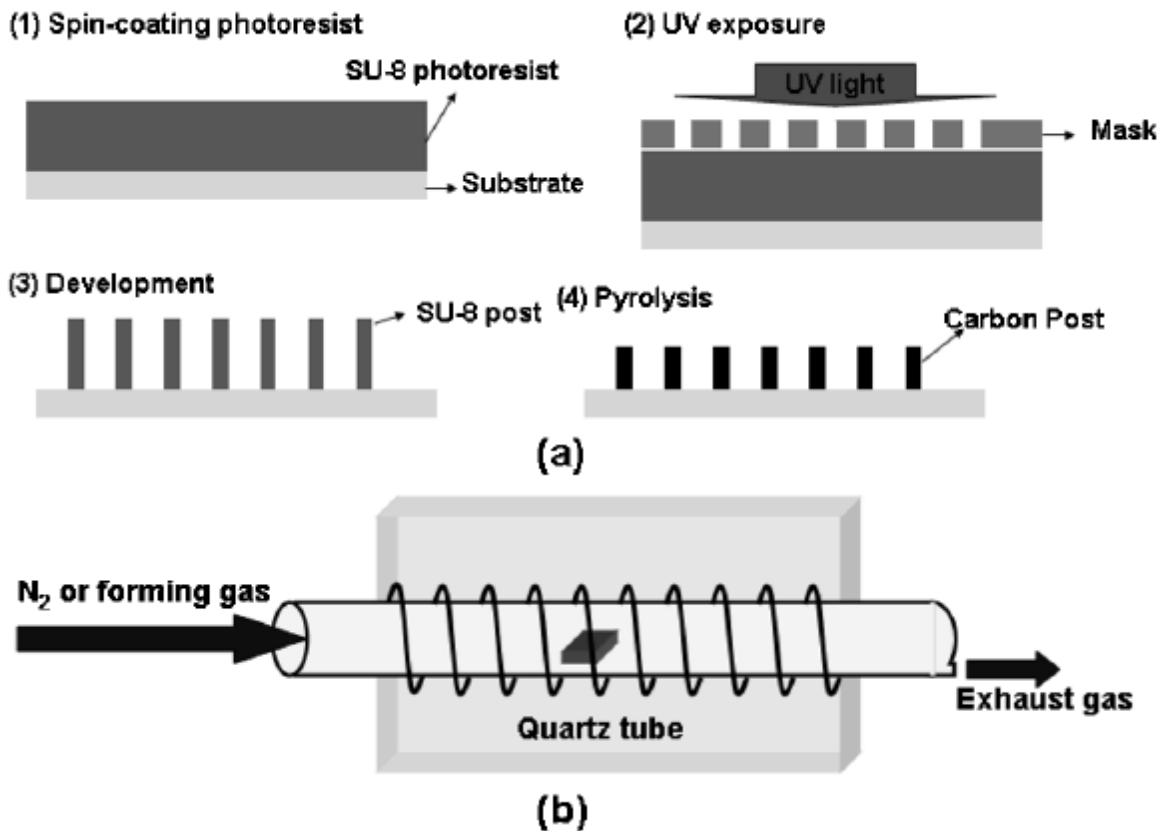 (1) Spin-coating photoresist
SU-8 photoresist
Substrate
(2) UV exposure
UV light
Mask
(3) Development
SU-8 post
(4) Pyrolysis
Carbon Post
(a)
N₂ or forming gas
Quartz tube
Exhaust gas
(b)